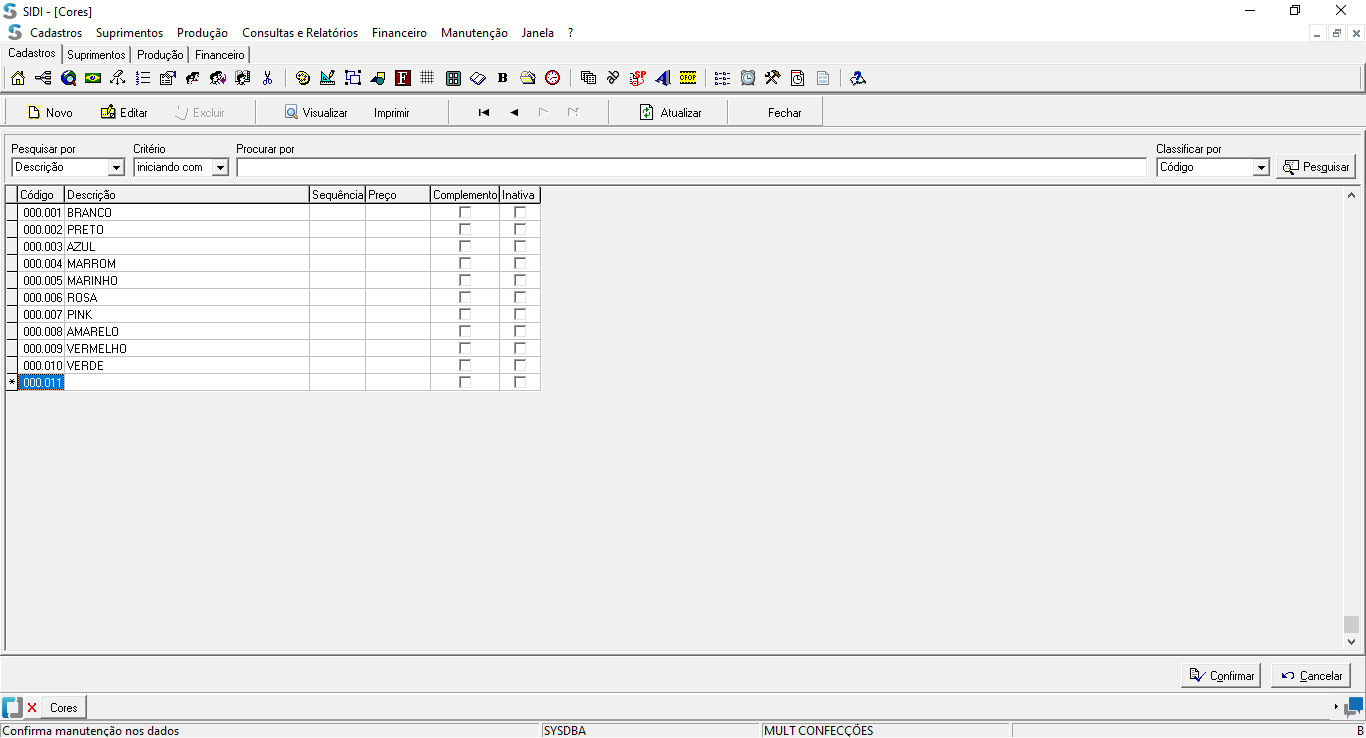 SIDI - [Cores]
Cadastros Suprimentos Produção Consultas e Relatórios Financeiro Manutenção Janela ?
Cadastros Suprimentos Produção Financeiro
F B SP CFOP
Novo Editar Excluir Visualizar Imprimir Atualizar Fechar
Pesquisar por Critério Procurar por Classificar por
Descrição iniciando com Código Pesquisar
Código Descrição Sequência Preço Complemento Inativa
000.001 BRANCO
000.002 PRETO
000.003 AZUL
000.004 MARROM
000.005 MARINHO
000.006 ROSA
000.007 PINK
000.008 AMARELO
000.009 VERMELHO
000.010 VERDE
* 000.011
Confirmar Cancelar
Cores
Confirma manutenção nos dados SYSDBA MULT CONFECÇÕES B